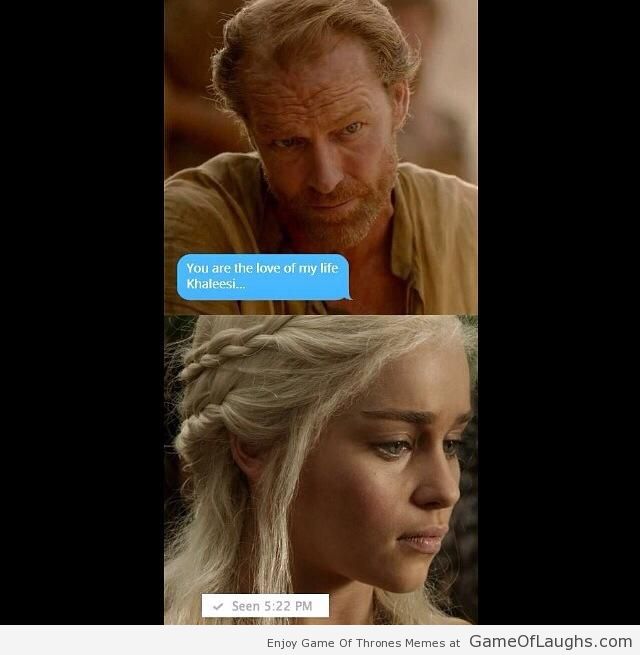 You are the love of my life
Khaleesi...
✓ Seen 5:22 PM
Enjoy Game Of Thrones Memes at GameOfLaughs.com